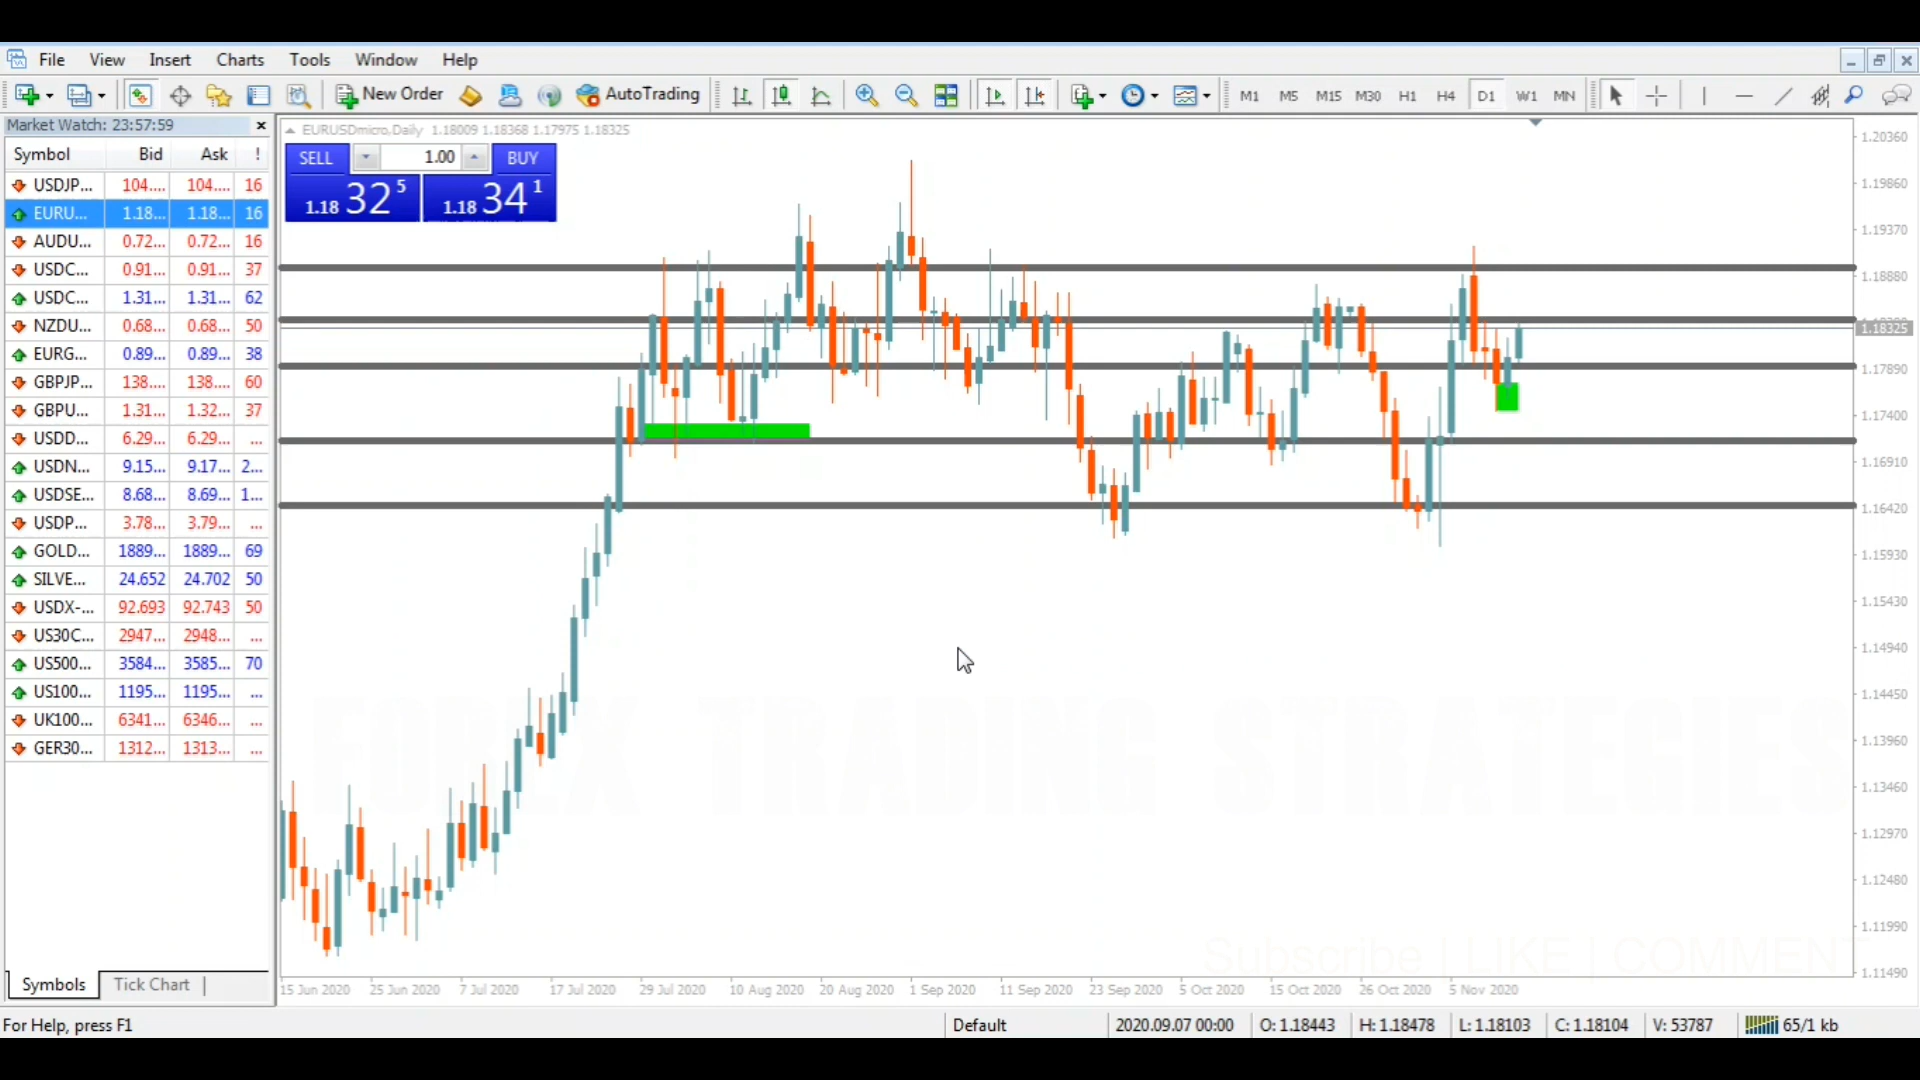 File View Insert Charts Tools Window Help
New Order AutoTrading M1 M5 M15 M30 H1 H4 D1 W1 MN
Market Watch: 23:57:59
Symbol Bid Ask !
USDJP... 104.... 104.... 16
EURU... 1.18... 1.18... 16
AUDU... 0.72... 0.72... 16
USDC... 0.91... 0.91... 37
USDC... 1.31... 1.31... 62
NZDU... 0.68... 0.68... 50
EURG... 0.89... 0.89... 38
GBPJP... 138.... 138.... 60
GBPU... 1.31... 1.32... 37
USDD... 6.29... 6.29... ...
USDN... 9.15... 9.17... 2...
USDSE... 8.68... 8.69... 1...
USDP... 3.78... 3.79... ...
GOLD... 1889... 1889... 69
SILVE... 24.652 24.702 50
USDX-... 92.693 92.743 50
US30C... 2947... 2948... ...
US500... 3584... 3585... 70
US100... 1195... 1195... ...
UK100... 6341... 6346... ...
GER30... 1312... 1313... ...
Symbols Tick Chart
EURUSDmicro,Daily 1.18009 1.18368 1.17975 1.18325
SELL 1.00 BUY
1.18 32 5 1.18 34 1
1.20360
1.19860
1.19370
1.18880
1.18325
1.17890
1.17400
1.16910
1.16420
1.15930
1.15430
1.14940
1.14450
1.13960
1.13460
1.12970
1.12480
1.11990
1.11490
FOREX TRADING STRATEGIES
Subscribe | LIKE | COMMENT
15 Jun 2020 25 Jun 2020 7 Jul 2020 17 Jul 2020 29 Jul 2020 10 Aug 2020 20 Aug 2020 1 Sep 2020 11 Sep 2020 23 Sep 2020 5 Oct 2020 15 Oct 2020 26 Oct 2020 5 Nov 2020
For Help, press F1 Default 2020.09.07 00:00 O: 1.18443 H: 1.18478 L: 1.18103 C: 1.18104 V: 53787 65/1 kb